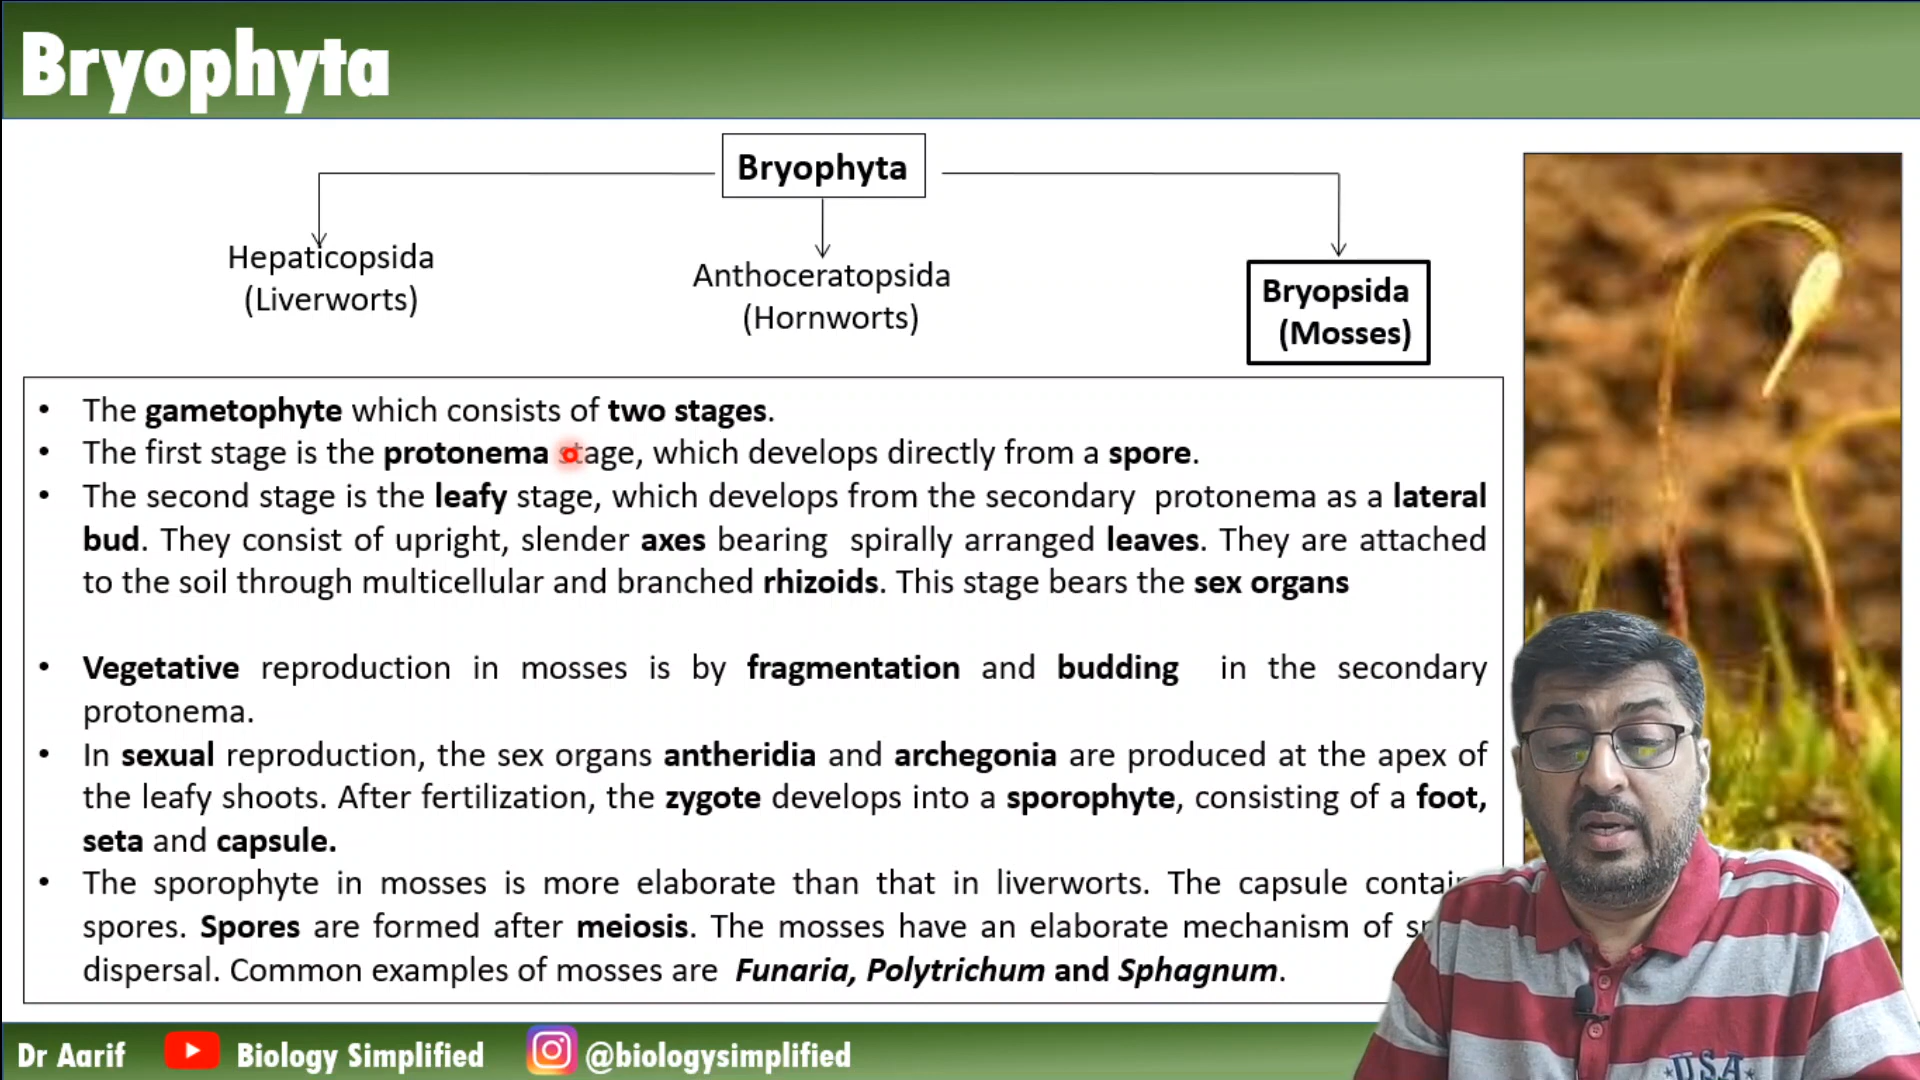 Bryophyta
Bryophyta
Hepaticopsida
(Liverworts)
Anthoceratopsida
(Hornworts)
Bryopsida
(Mosses)
• The gametophyte which consists of two stages.
• The first stage is the protonema stage, which develops directly from a spore.
• The second stage is the leafy stage, which develops from the secondary protonema as a lateral
bud. They consist of upright, slender axes bearing spirally arranged leaves. They are attached
to the soil through multicellular and branched rhizoids. This stage bears the sex organs
• Vegetative reproduction in mosses is by fragmentation and budding in the secondary
protonema.
• In sexual reproduction, the sex organs antheridia and archegonia are produced at the apex of
the leafy shoots. After fertilization, the zygote develops into a sporophyte, consisting of a foot,
seta and capsule.
• The sporophyte in mosses is more elaborate than that in liverworts. The capsule
spores. Spores are formed after meiosis. The mosses have an elaborate mechanism of
dispersal. Common examples of mosses are Funaria, Polytrichum and Sphagnum.
Dr Aarif Biology Simplified @biologysimplified
USA